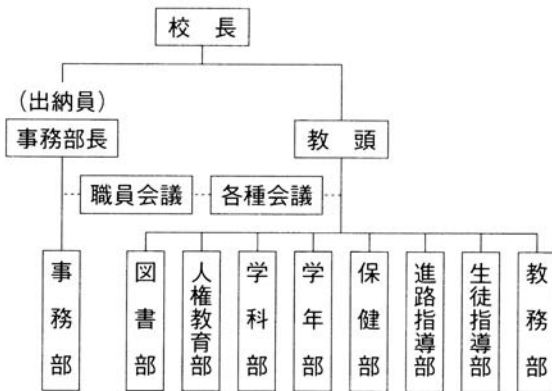 校長
(出納員)
事務部長
教頭
職員会議
各種会議
事務部
図書部
人権教育部
学科部
学年部
保健部
進路指導部
生徒指導部
教務部